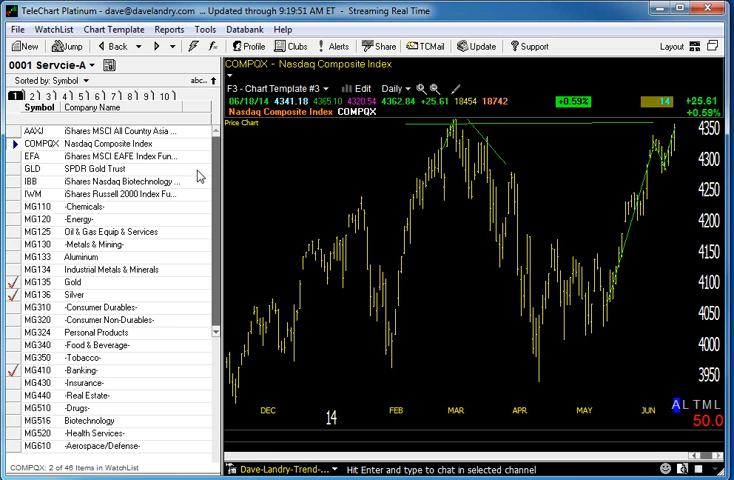 TeleChart Platinum - dave@davelandry.com ... Updated through 9:19:51 AM ET - Streaming Real Time
File WatchList Chart Template Reports Tools Databank Help
New Jump Back Profile Clubs Alerts Share TCMail Update Support Layout
0001 Servcie-A
Sorted by: Symbol abc..
1 2 3 4 5 6 7 8 9 10
Symbol Company Name
AAXJ iShares MSCI All Country Asia ...
COMPQX Nasdaq Composite Index
EFA iShares MSCI EAFE Index Fun...
GLD SPDR Gold Trust
IBB iShares Nasdaq Biotechnology ...
IWM iShares Russell 2000 Index Fu...
MG110 -Chemicals-
MG120 -Energy-
MG125 Oil & Gas Equip & Services
MG130 -Metals & Mining-
MG133 Aluminum
MG134 Industrial Metals & Minerals
MG135 Gold
MG136 Silver
MG310 -Consumer Durables-
MG320 -Consumer Non-Durables-
MG324 Personal Products
MG340 -Food & Beverage-
MG350 -Tobacco-
MG410 -Banking-
MG430 -Insurance-
MG440 -Real Estate-
MG510 -Drugs-
MG516 Biotechnology
MG520 -Health Services-
MG610 -Aerospace/Defense-
COMPQX: 2 of 46 Items in WatchList
COMPQX - Nasdaq Composite Index
F3 - Chart Template #3 Edit Daily
06/18/14 4341.18 4365.10 4320.54 4362.84 +25.61 18454 18742 +0.59% 14 +25.61
Nasdaq Composite Index COMPQX +0.59%
Price Chart
4350
4300
4250
4200
4150
4100
4050
4000
3950
A L T M L
50.0
DEC 14 FEB MAR APR MAY JUN
Dave-Landry-Trend-... Hit Enter and type to chat in selected channel